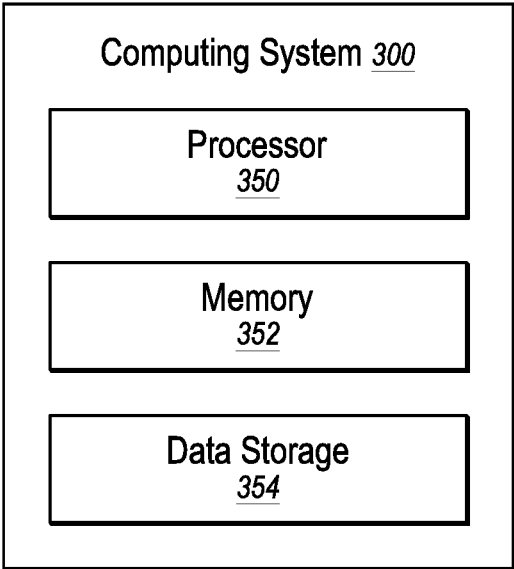 Computing System 300
Processor
350
Memory
352
Data Storage
354